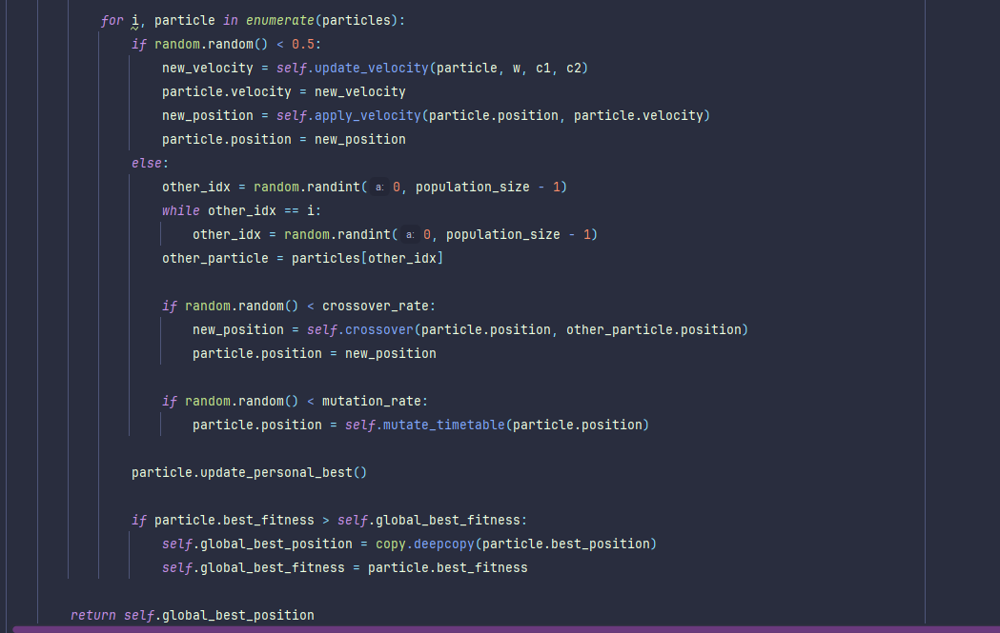 for i, particle in enumerate(particles):
    if random.random() < 0.5:
        new_velocity = self.update_velocity(particle, w, c1, c2)
        particle.velocity = new_velocity
        new_position = self.apply_velocity(particle.position, particle.velocity)
        particle.position = new_position
    else:
        other_idx = random.randint( a: 0, population_size - 1)
        while other_idx == i:
            other_idx = random.randint( a: 0, population_size - 1)
        other_particle = particles[other_idx]

        if random.random() < crossover_rate:
            new_position = self.crossover(particle.position, other_particle.position)
            particle.position = new_position

        if random.random() < mutation_rate:
            particle.position = self.mutate_timetable(particle.position)

    particle.update_personal_best()

    if particle.best_fitness > self.global_best_fitness:
        self.global_best_position = copy.deepcopy(particle.best_position)
        self.global_best_fitness = particle.best_fitness

return self.global_best_position